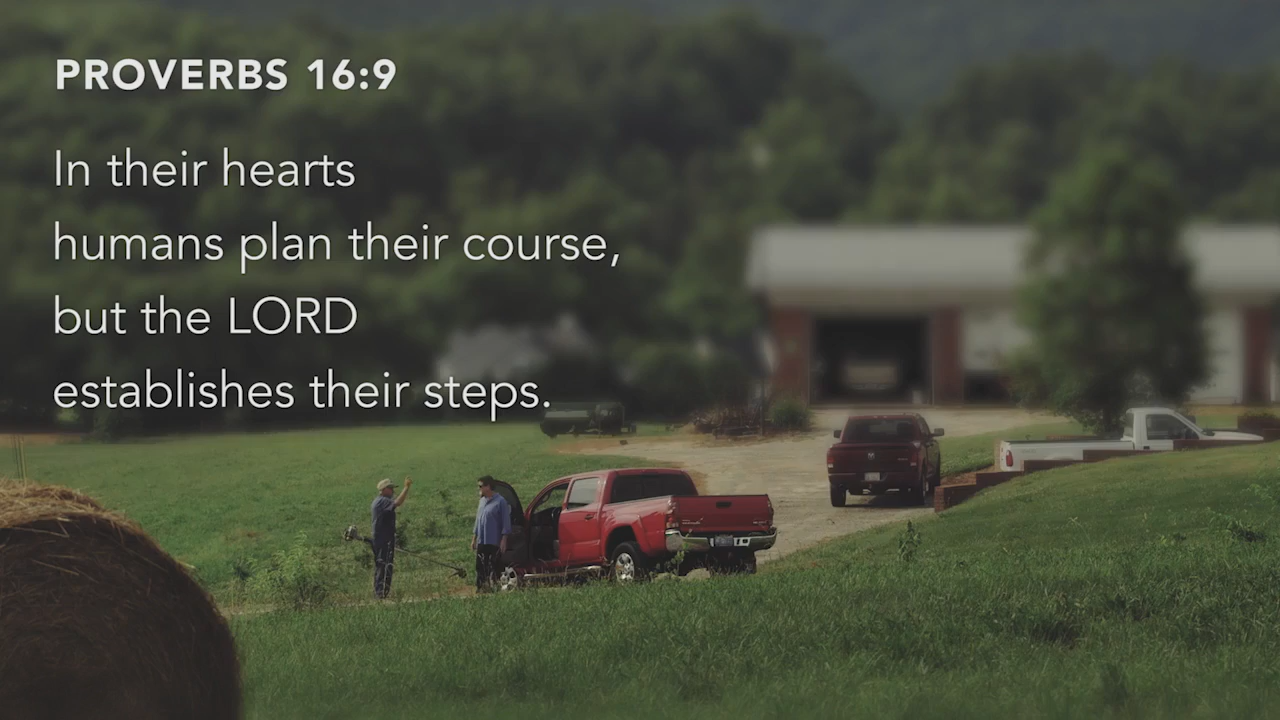 PROVERBS 16:9
In their hearts
humans plan their course,
but the LORD
establishes their steps.